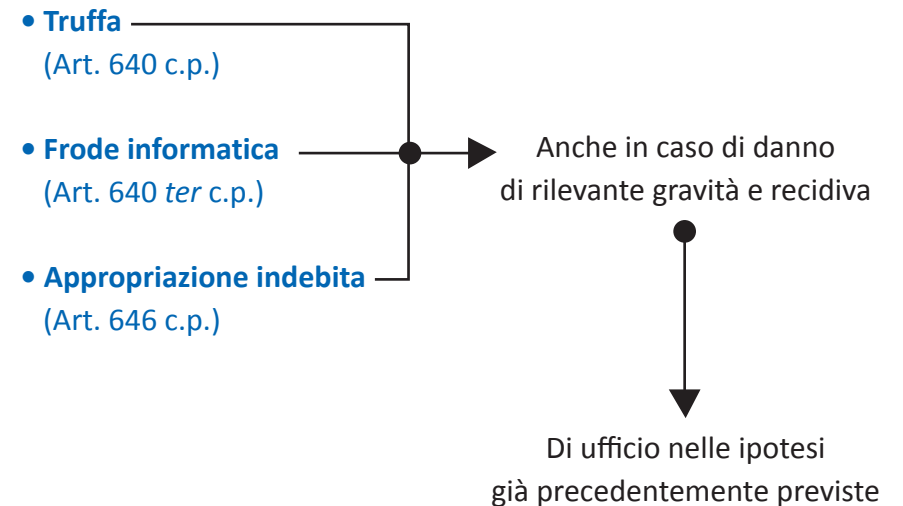 • Truffa
(Art. 640 c.p.)
• Frode informatica
(Art. 640 ter c.p.)
• Appropriazione indebita
(Art. 646 c.p.)
Anche in caso di danno
di rilevante gravità e recidiva
Di ufficio nelle ipotesi
già precedentemente previste